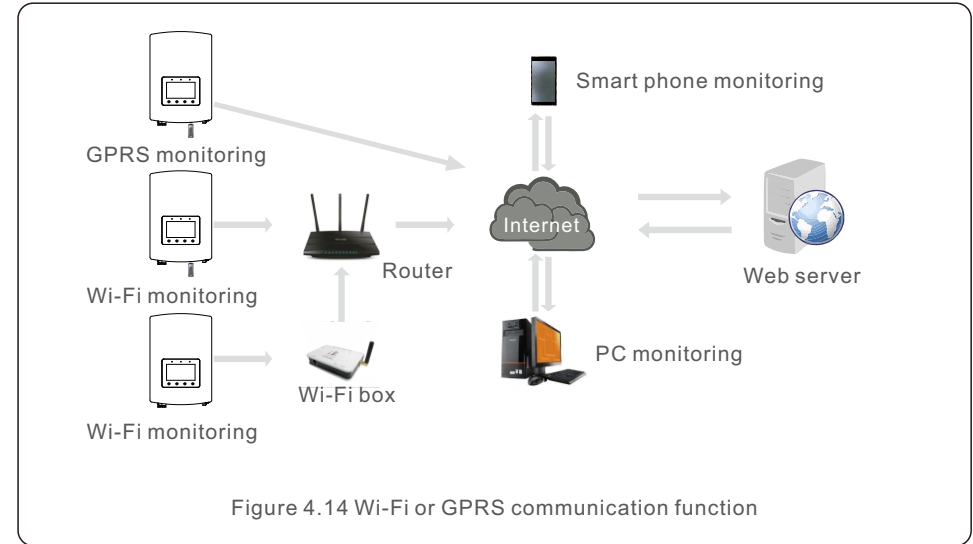 GPRS monitoring
Wi-Fi monitoring
Wi-Fi monitoring
Router
Wi-Fi box
Internet
Smart phone monitoring
PC monitoring
Web server
Figure 4.14 Wi-Fi or GPRS communication function